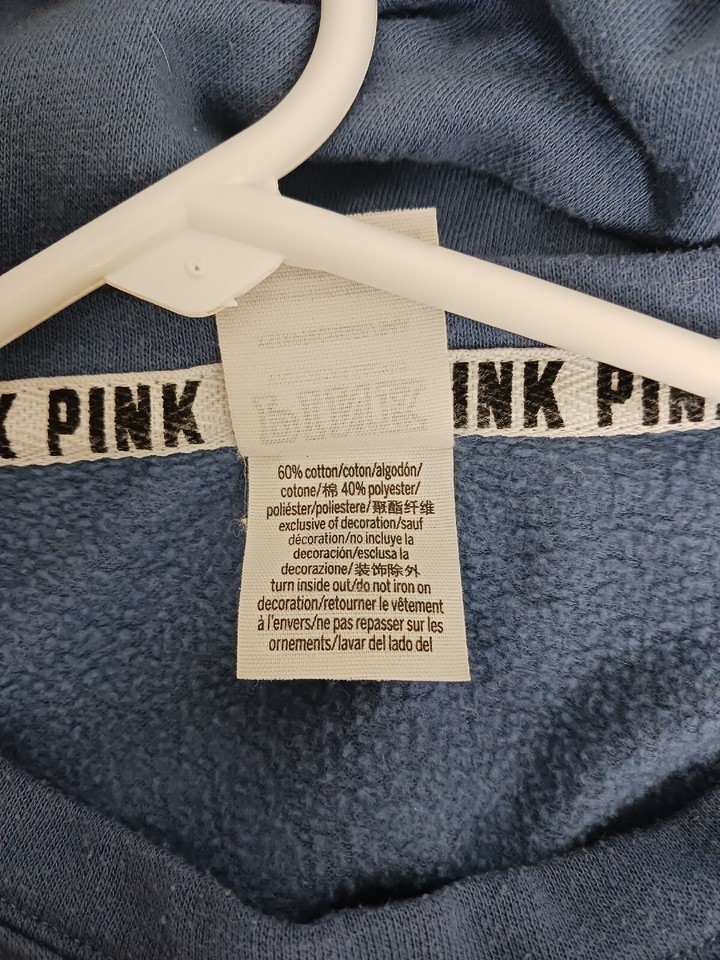 PINK
INK
PIN
60% cotton/coton/algodón/
cotone/棉 40% polyester/
poliéster/poliestere/聚酯纤维
exclusive of decoration/sauf
décoration/no incluye la
decoración/esclusa la
decorazione/装饰除外
turn inside out/do not iron on
decoration/retourner le vêtement
à l'envers/ne pas repasser sur les
ornements/lavar del lado del